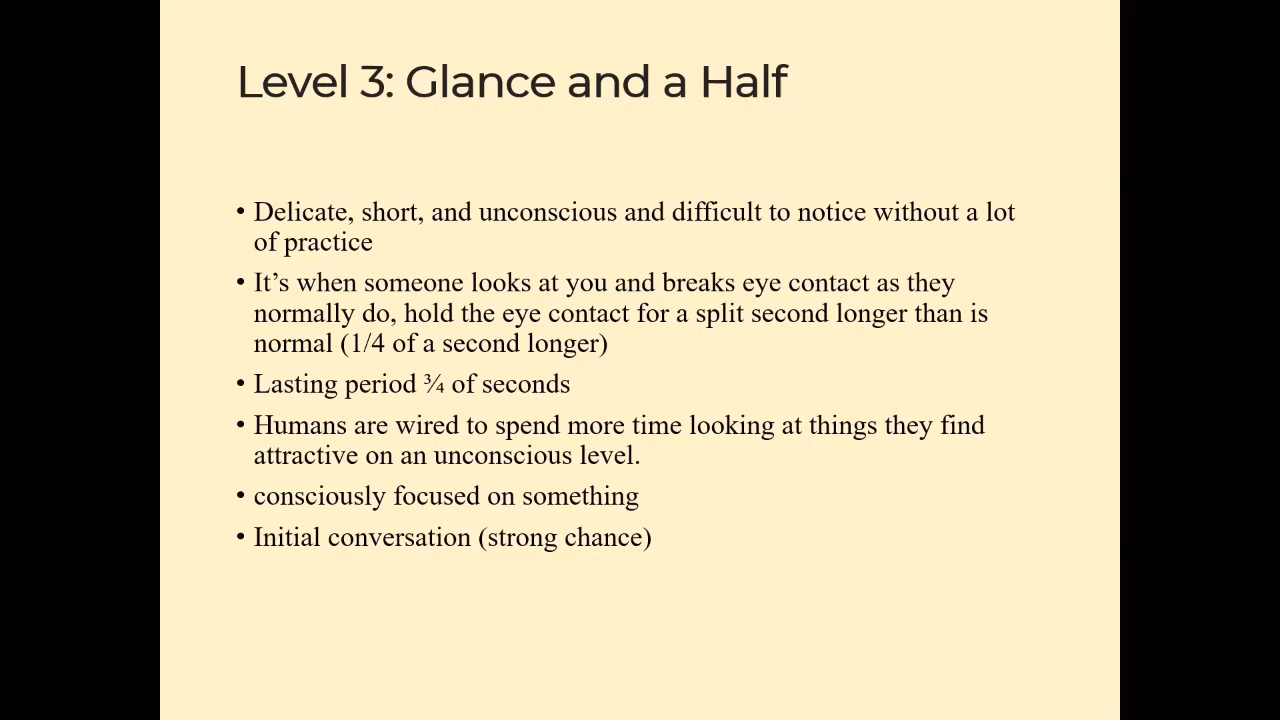 Level 3: Glance and a Half
• Delicate, short, and unconscious and difficult to notice without a lot
of practice
• It’s when someone looks at you and breaks eye contact as they
normally do, hold the eye contact for a split second longer than is
normal (1/4 of a second longer)
• Lasting period ¾ of seconds
• Humans are wired to spend more time looking at things they find
attractive on an unconscious level.
• consciously focused on something
• Initial conversation (strong chance)